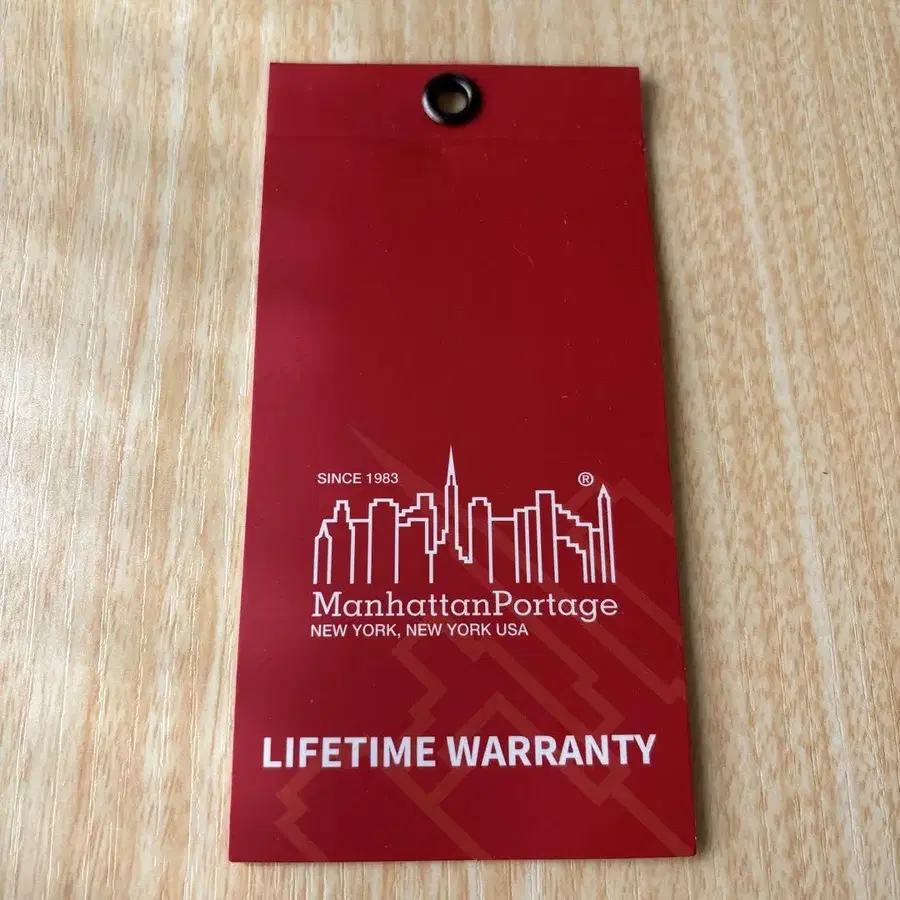 SINCE 1983 ®
ManhattanPortage
NEW YORK, NEW YORK USA
LIFETIME WARRANTY